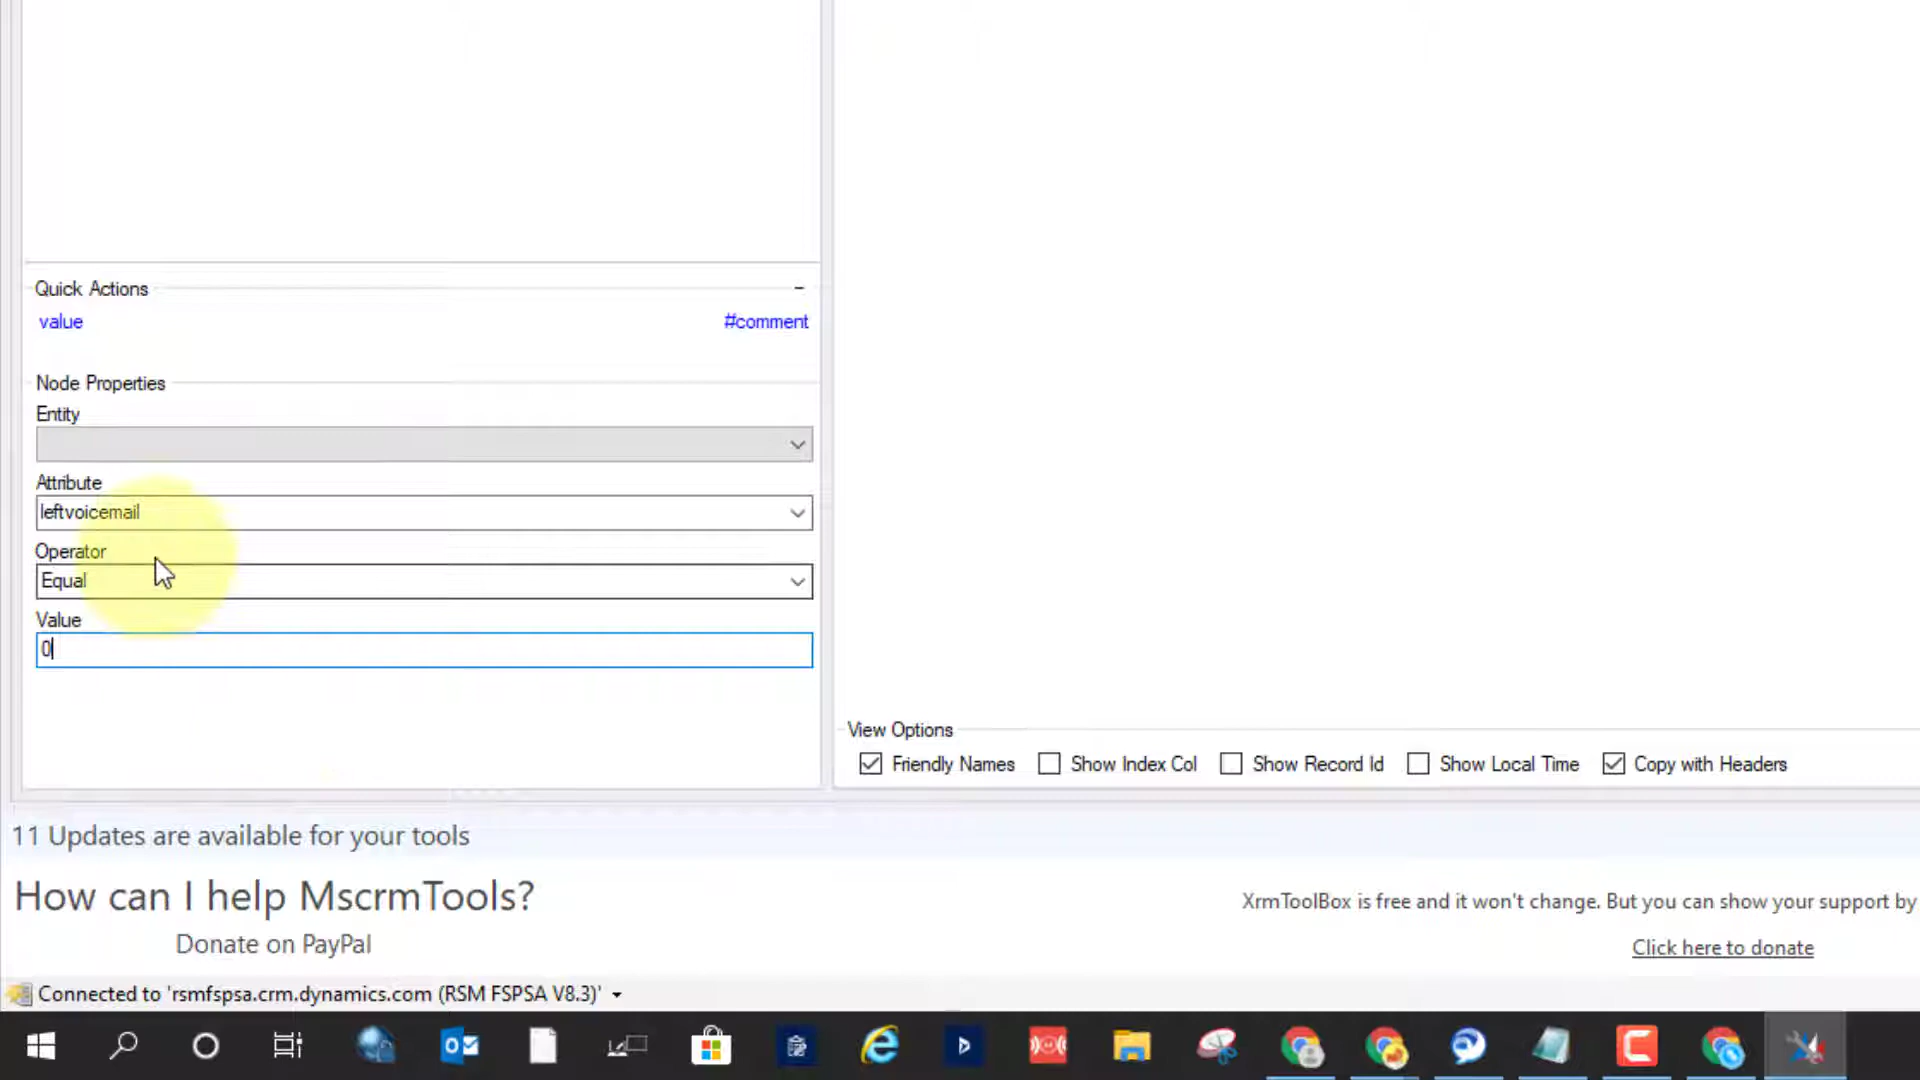 Quick Actions
value #comment
Node Properties
Entity
Attribute
leftvoicemail
Operator
Equal
Value
0
View Options
Friendly Names Show Index Col Show Record Id Show Local Time Copy with Headers
11 Updates are available for your tools
How can I help MscrmTools?
Donate on PayPal
XrmToolBox is free and it won't change. But you can show your support by
Click here to donate
Connected to 'rsmfspsa.crm.dynamics.com (RSM FSPSA V8.3)'